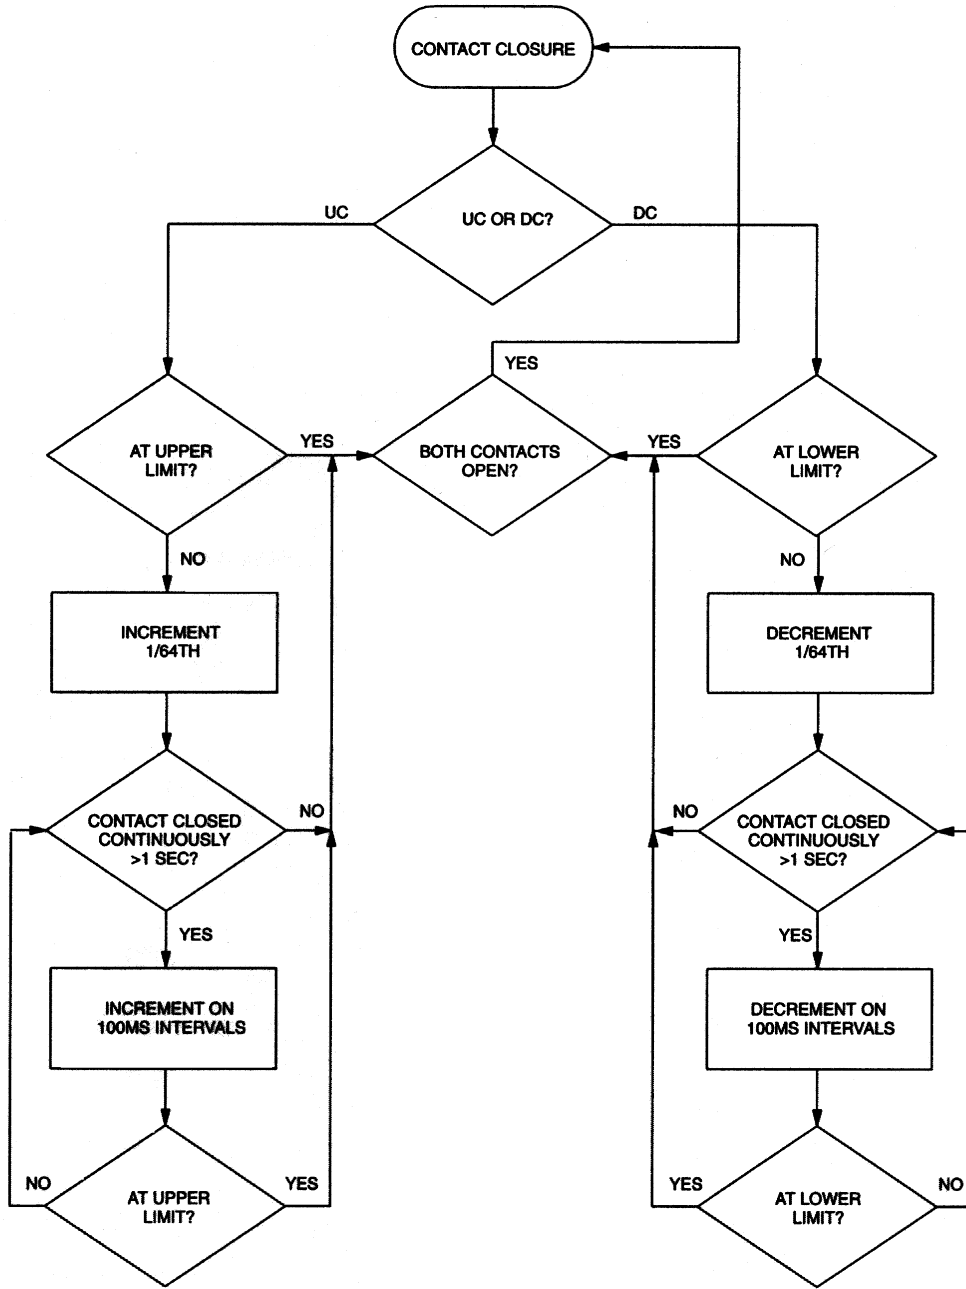 CONTACT CLOSURE
UC OR DC?
UC
DC
YES
AT UPPER
LIMIT?
YES
BOTH CONTACTS
OPEN?
YES
AT LOWER
LIMIT?
NO
NO
INCREMENT
1/64TH
DECREMENT
1/64TH
CONTACT CLOSED
CONTINUOUSLY
>1 SEC?
NO
NO
CONTACT CLOSED
CONTINUOUSLY
>1 SEC?
YES
YES
INCREMENT ON
100MS INTERVALS
DECREMENT ON
100MS INTERVALS
NO
AT UPPER
LIMIT?
YES
YES
AT LOWER
LIMIT?
NO